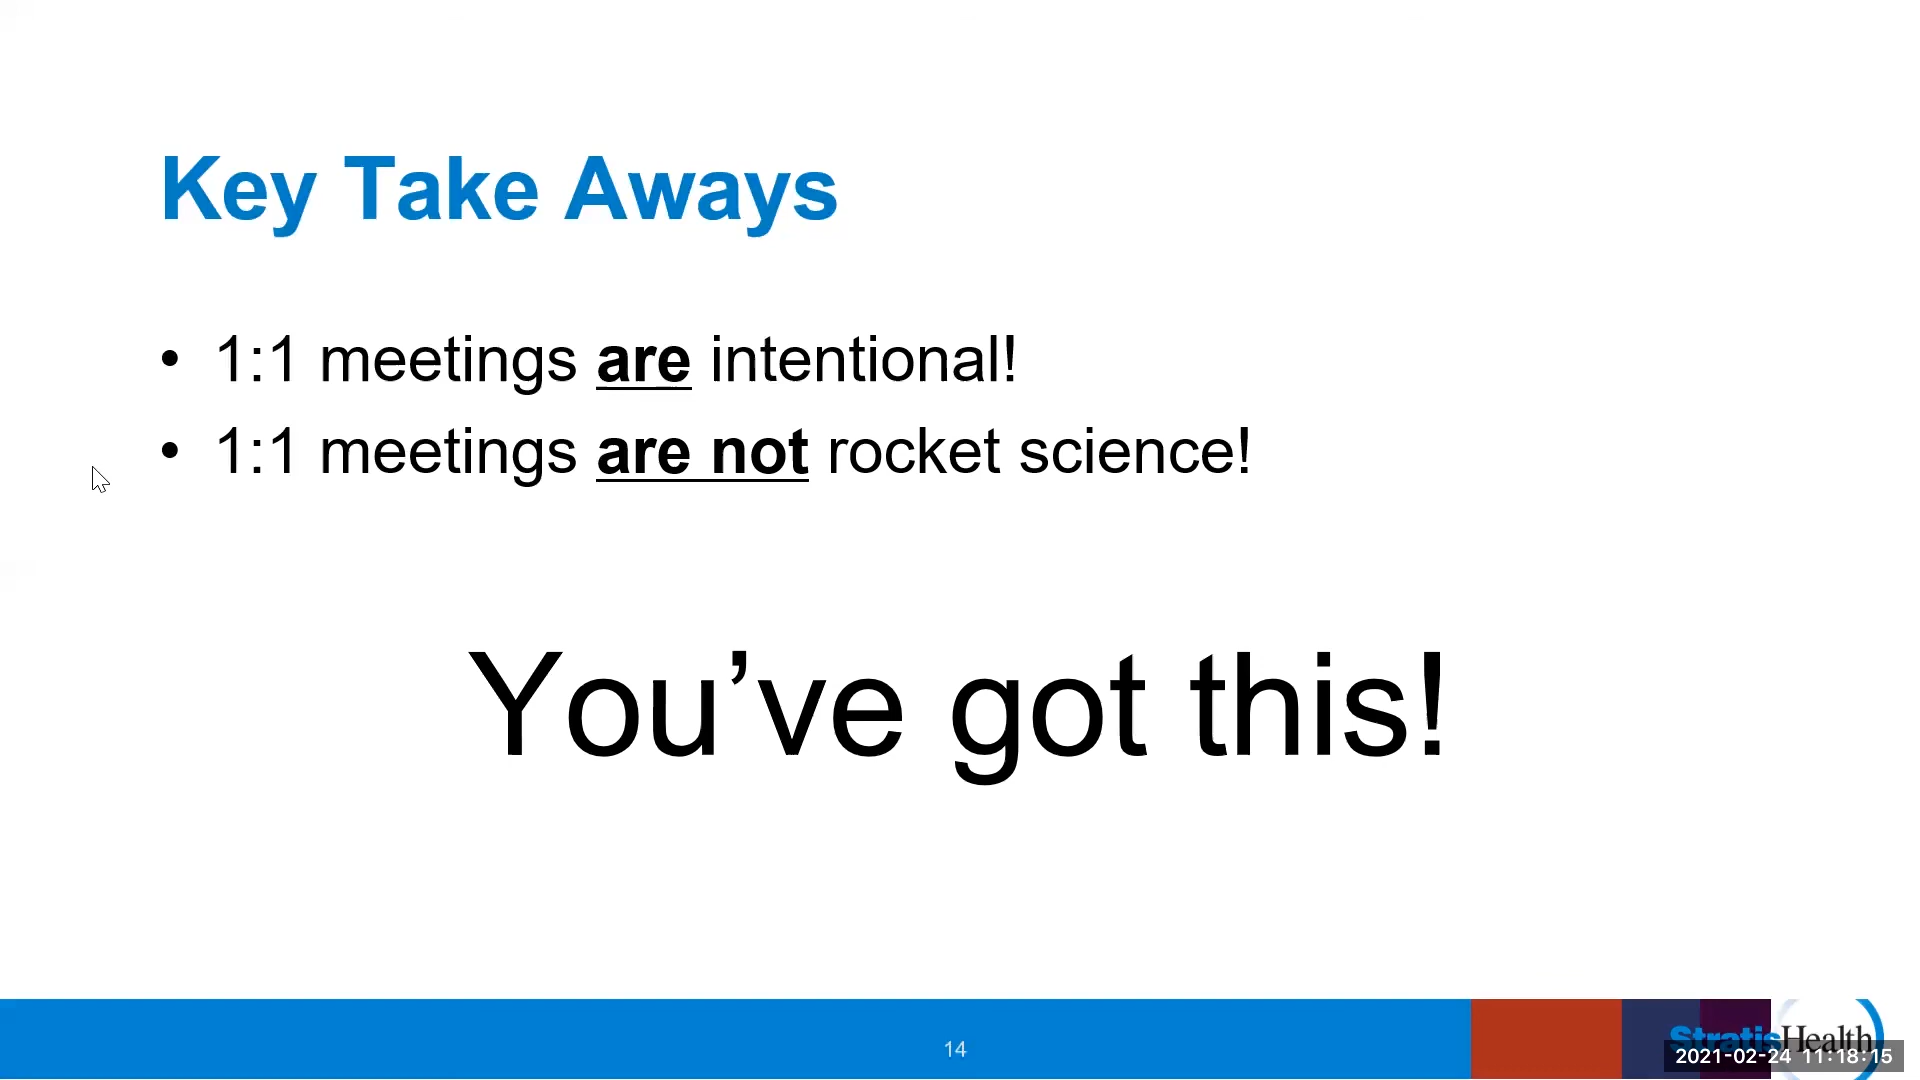 Key Take Aways
• 1:1 meetings are intentional!
• 1:1 meetings are not rocket science!
You’ve got this!
14
StratisHealth
2021-02-24 11:18:15